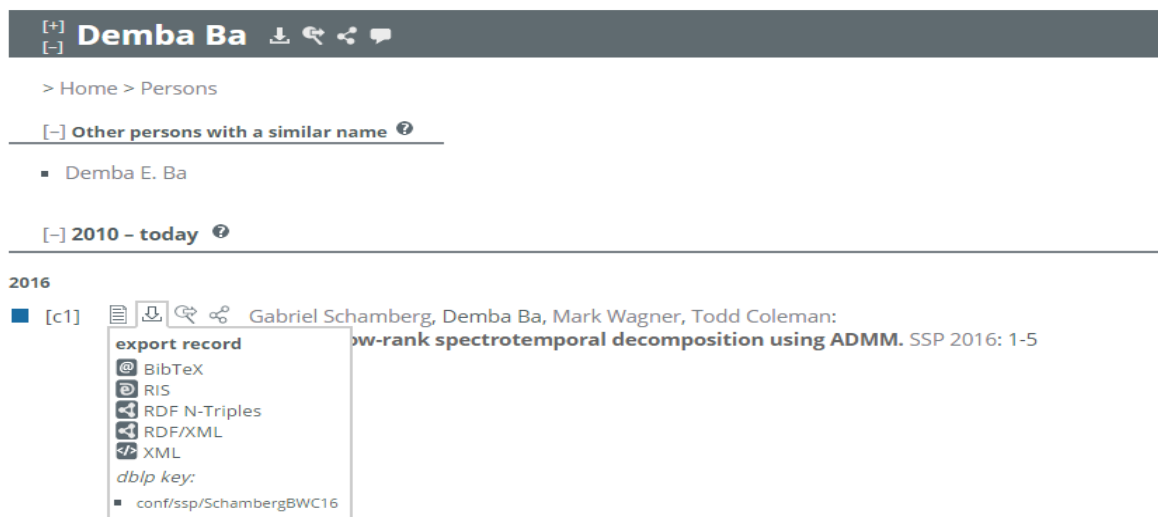 [+] Demba Ba
[–]
> Home > Persons
[–] Other persons with a similar name ?
▪ Demba E. Ba
[–] 2010 – today ?
2016
[c1] Gabriel Schamberg, Demba Ba, Mark Wagner, Todd Coleman:
spectrotemporal decomposition using ADMM. SSP 2016: 1-5
export record
BibTeX
RIS
RDF N-Triples
RDF/XML
XML
dblp key:
▪ conf/ssp/SchambergBWC16